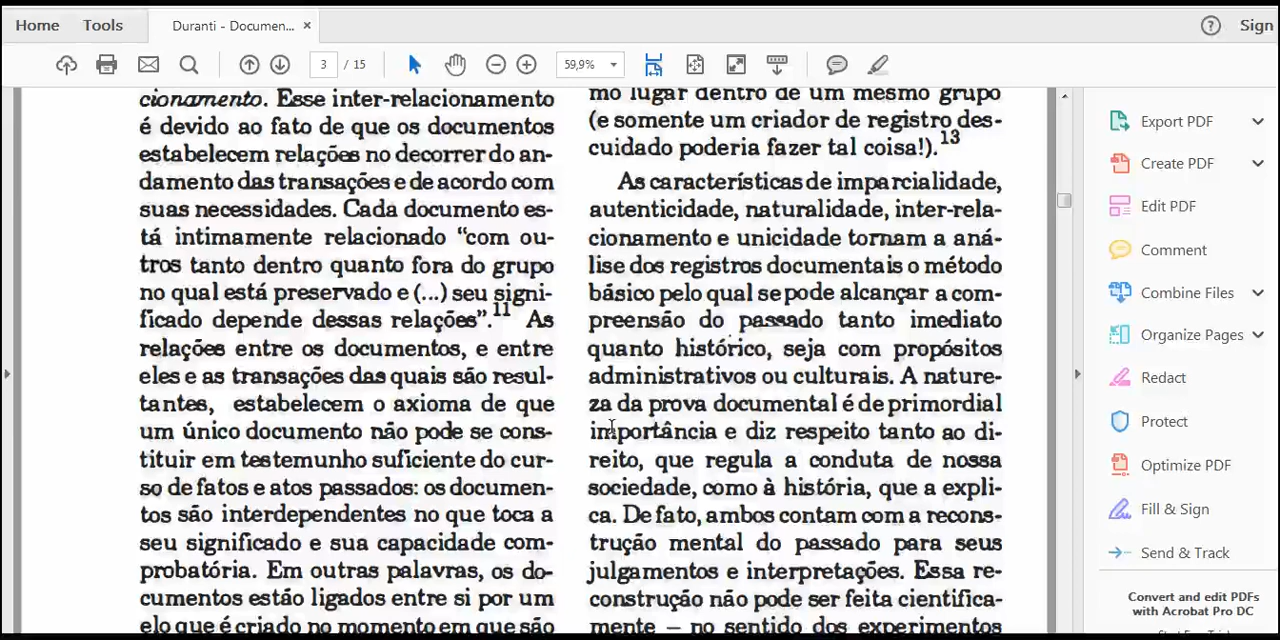 Home
Tools
Duranti - Documen... ×
Sign
3 / 15
59,9%
cionamento. Esse inter-relacionamento
é devido ao fato de que os documentos
estabelecem relações no decorrer do an-
damento das transações e de acordo com
suas necessidades. Cada documento es-
tá intimamente relacionado “com ou-
tros tanto dentro quanto fora do grupo
no qual está preservado e (...) seu signi-
ficado depende dessas relações”.11 As
relações entre os documentos, e entre
eles e as transações das quais são resul-
tantes, estabelecem o axioma de que
um único documento não pode se cons-
tituir em testemunho suficiente do cur-
so de fatos e atos passados: os documen-
tos são interdependentes no que toca a
seu significado e sua capacidade com-
probatória. Em outras palavras, os do-
cumentos estão ligados entre si por um
elo que é criado no momento em que são
mo lugar dentro de um mesmo grupo
(e somente um criador de registro des-
cuidado poderia fazer tal coisa!).13
As características de imparcialidade,
autenticidade, naturalidade, inter-rela-
cionamento e unicidade tornam a aná-
lise dos registros documentais o método
básico pelo qual se pode alcançar a com-
preensão do passado tanto imediato
quanto histórico, seja com propósitos
administrativos ou culturais. A nature-
za da prova documental é de primordial
importância e diz respeito tanto ao di-
reito, que regula a conduta de nossa
sociedade, como à história, que a expli-
ca. De fato, ambos contam com a recons-
trução mental do passado para seus
julgamentos e interpretações. Essa re-
construção não pode ser feita cientifica-
mente – no sentido dos experimentos
Export PDF
Create PDF
Edit PDF
Comment
Combine Files
Organize Pages
Redact
Protect
Optimize PDF
Fill & Sign
Send & Track
Convert and edit PDFs
with Acrobat Pro DC